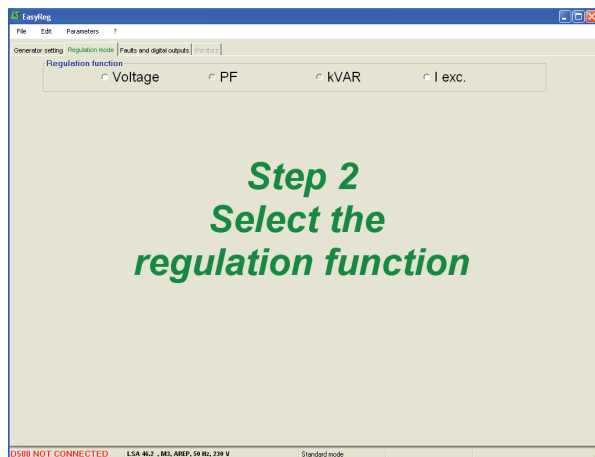 EasyReg
File Edit Parameters ?
Generator setting Regulation mode Faults and digital outputs Monitors
Regulation function
Voltage PF kVAR I exc.
Step 2
Select the
regulation function
D500 NOT CONNECTED LSA 46.2 , M3, AREP, 50 Hz, 230 V Standard mode